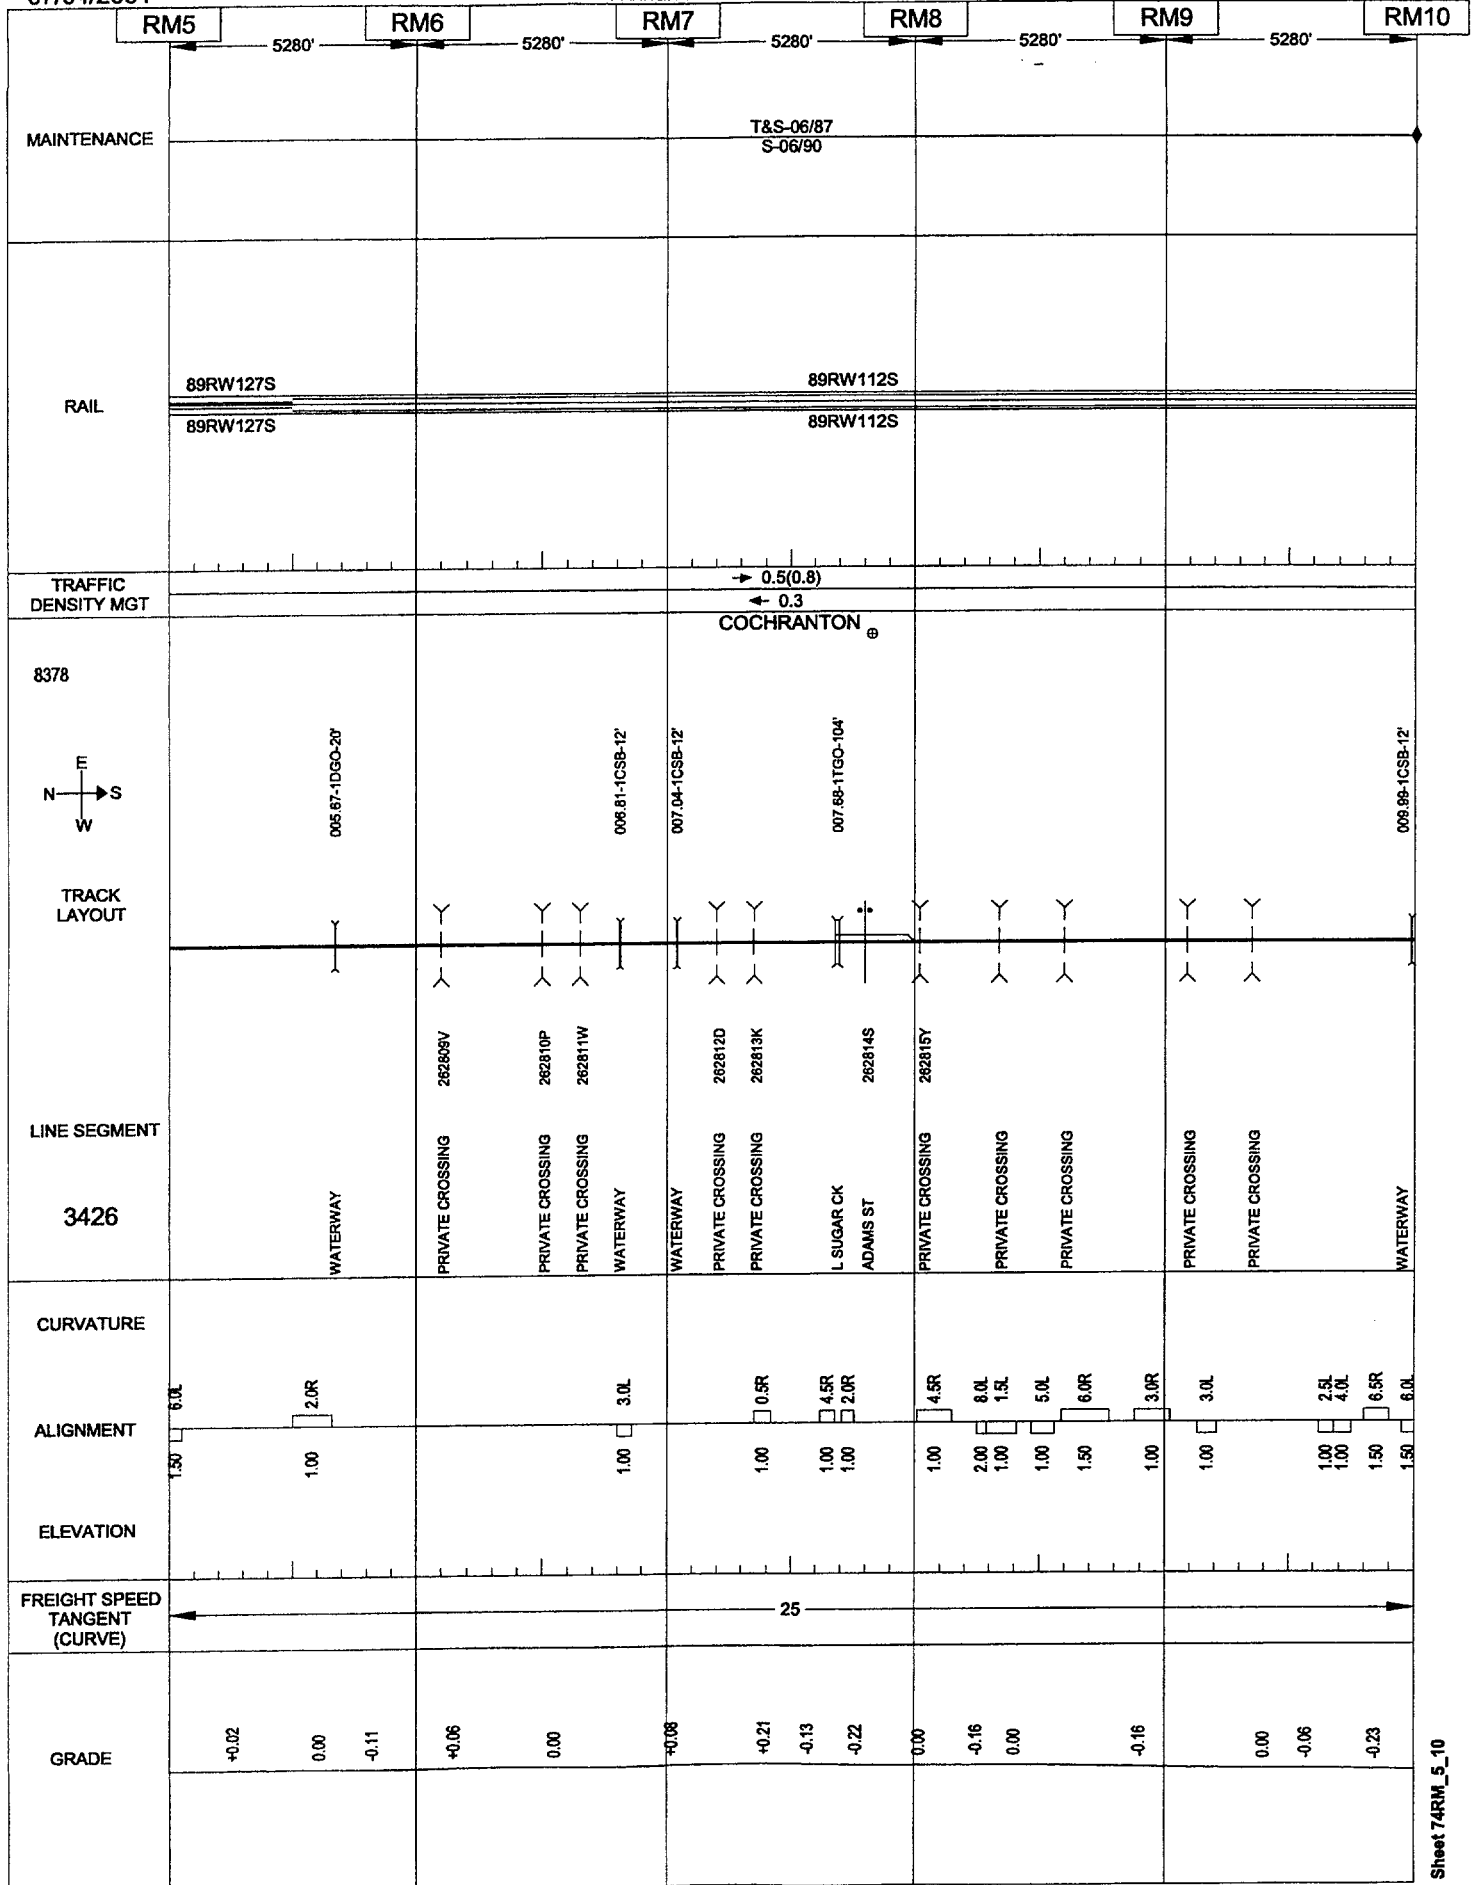 RM5 RM6 RM7 RM8 RM9 RM10
5280' 5280' 5280' 5280' 5280'
MAINTENANCE
T&S-06/87
S-06/90
RAIL
89RW127S 89RW112S
89RW127S 89RW112S
TRAFFIC
DENSITY MGT
0.5(0.8)
0.3
COCHRANTON
8378
E
N S
W
005.67-1DGO-20'
006.81-1CSB-12'
007.04-1CSB-12'
007.68-1TGO-104'
009.99-1CSB-12'
TRACK
LAYOUT
262809V
262810P
262811W
262812D
262813K
262814S
262815Y
LINE SEGMENT
3426
WATERWAY
PRIVATE CROSSING
PRIVATE CROSSING
PRIVATE CROSSING
WATERWAY
WATERWAY
PRIVATE CROSSING
PRIVATE CROSSING
L SUGAR CK
ADAMS ST
PRIVATE CROSSING
PRIVATE CROSSING
PRIVATE CROSSING
PRIVATE CROSSING
PRIVATE CROSSING
WATERWAY
CURVATURE
6.0L 2.0R 3.0L 0.5R 4.5R 2.0R 4.5R 8.0L 1.5L 5.0L 6.0R 3.0R 3.0L 2.5L 4.0L 6.5R 6.0L
ALIGNMENT
1.50 1.00 1.00 1.00 1.00 1.00 1.00 2.00 1.00 1.00 1.50 1.00 1.00 1.00 1.00 1.50 1.50
ELEVATION
FREIGHT SPEED
TANGENT
(CURVE)
25
GRADE
+0.02 0.00 -0.11 +0.06 0.00 +0.08 +0.21 -0.13 -0.22 0.00 -0.16 0.00 -0.16 0.00 -0.06 -0.23
Sheet 74RM_5_10